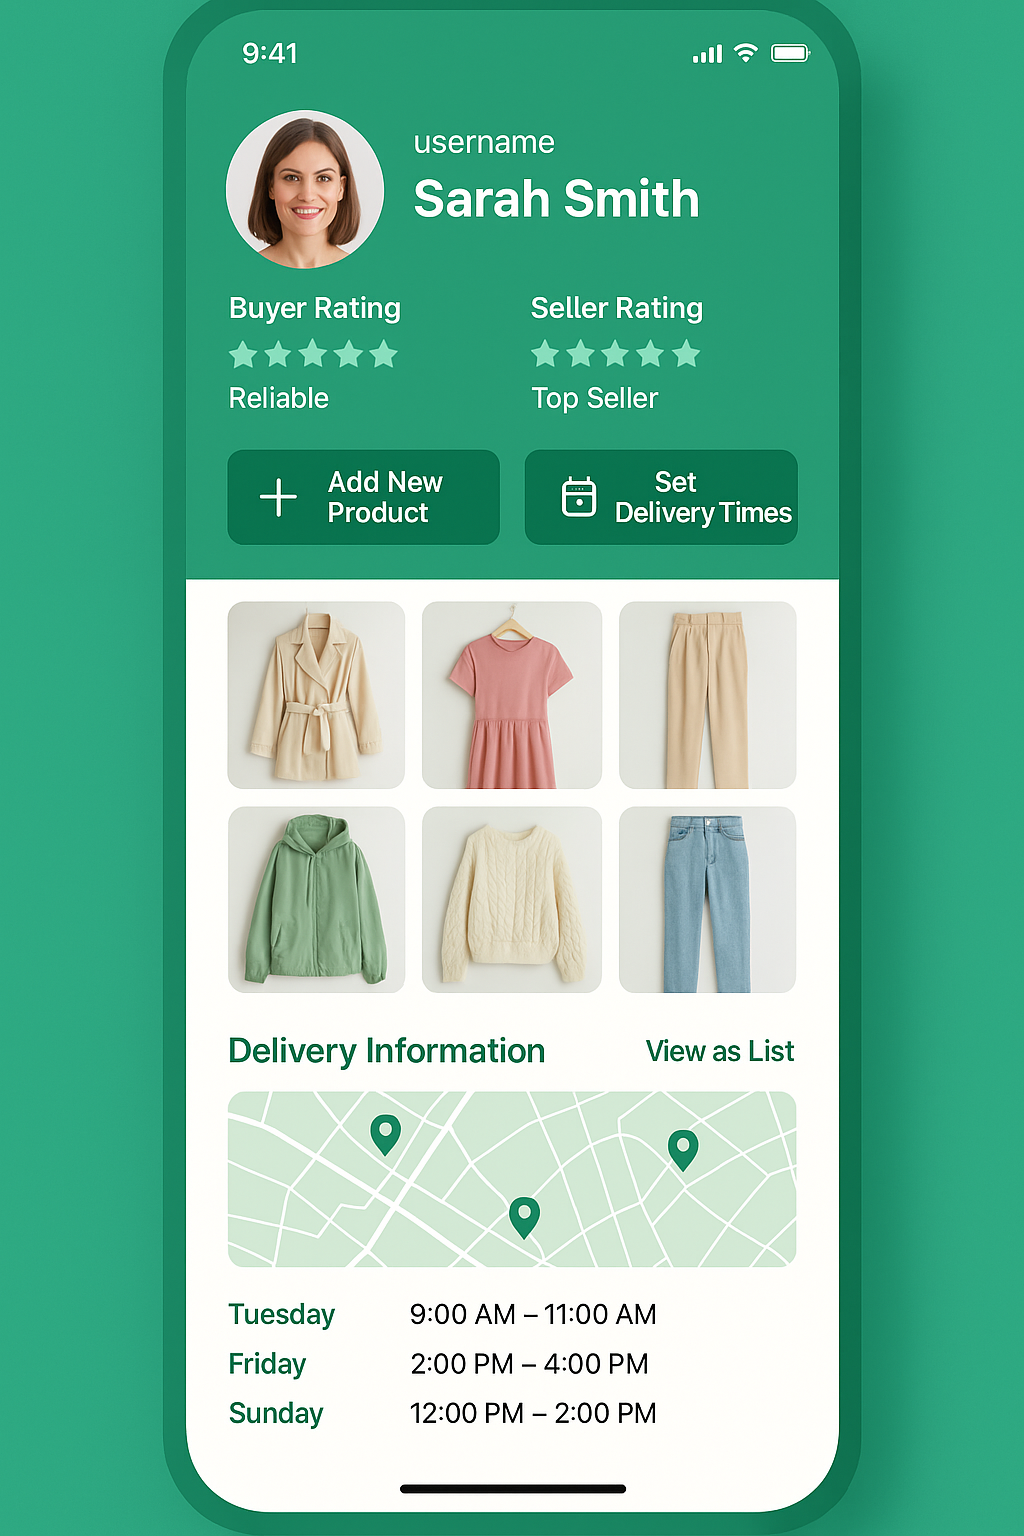 9:41
username
Sarah Smith
Buyer Rating
Seller Rating
Reliable
Top Seller
Add New
Product
Set
Delivery Times
Delivery Information
View as List
Tuesday 9:00 AM – 11:00 AM
Friday 2:00 PM – 4:00 PM
Sunday 12:00 PM – 2:00 PM